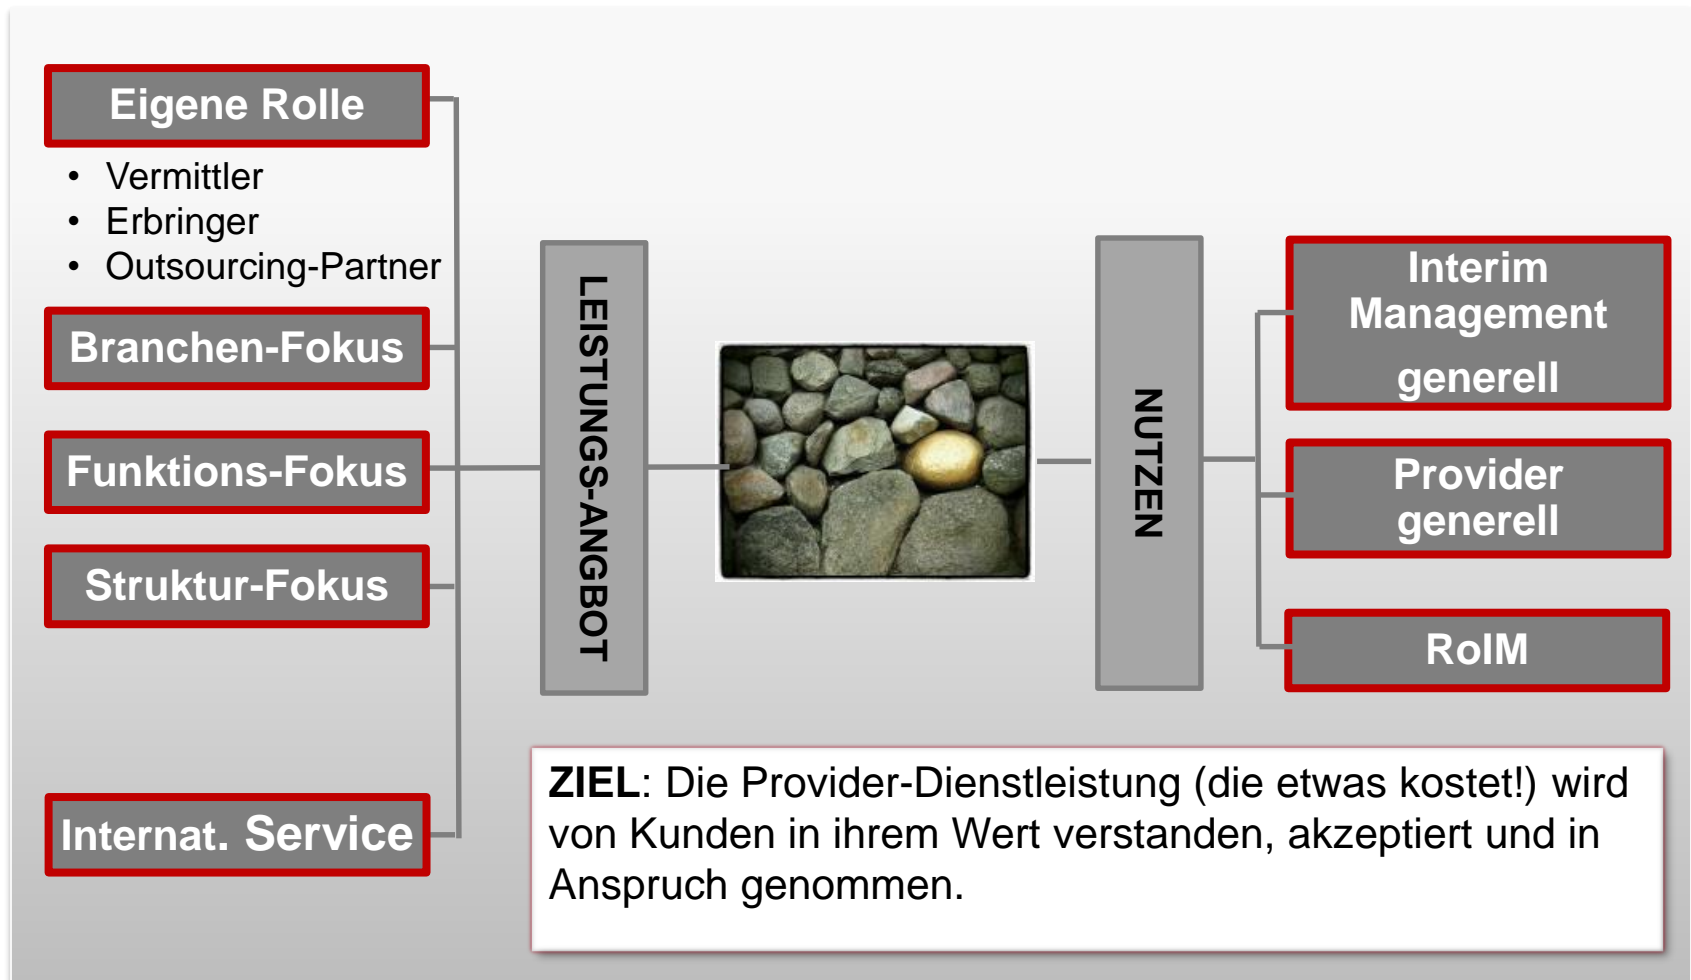 Eigene Rolle
• Vermittler
• Erbringer
• Outsourcing-Partner
Branchen-Fokus
Funktions-Fokus
Struktur-Fokus
Internat. Service
LEISTUNGS-ANGBOT
NUTZEN
Interim
Management
generell
Provider
generell
RoIM
ZIEL: Die Provider-Dienstleistung (die etwas kostet!) wird
von Kunden in ihrem Wert verstanden, akzeptiert und in
Anspruch genommen.